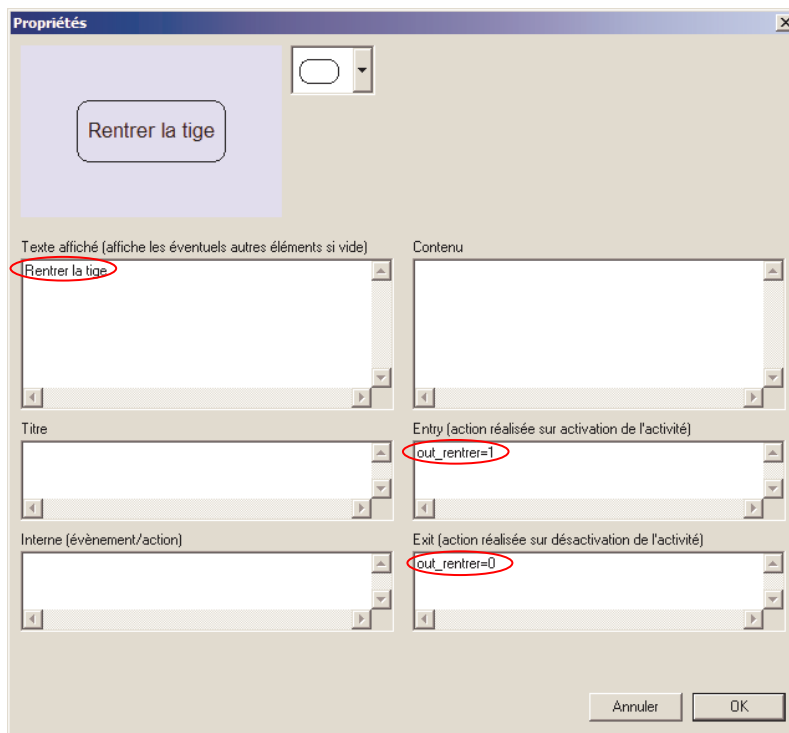 Propriétés
Rentrer la tige
Texte affiché (affiche les éventuels autres éléments si vide)
Contenu
Rentrer la tige
Titre
Entry (action réalisée sur activation de l'activité)
out_rentrer=1
Interne (évènement/action)
Exit (action réalisée sur désactivation de l'activité)
out_rentrer=0
Annuler
OK